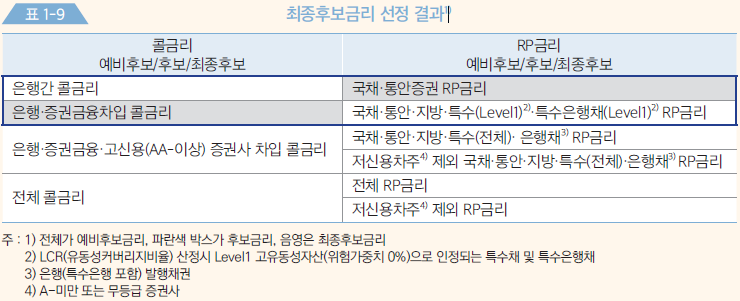 표 1-9
최종후보금리 선정 결과¹⁾
콜금리
예비후보/후보/최종후보
RP금리
예비후보/후보/최종후보
은행간 콜금리
국채·통안증권 RP금리
은행·증권금융차입 콜금리
국채·통안·지방·특수(Level1)²⁾·특수은행채(Level1)²⁾ RP금리
은행·증권금융·고신용(AA-이상) 증권사 차입 콜금리
국채·통안·지방·특수(전체)· 은행채³⁾ RP금리
저신용차주⁴⁾ 제외 국채·통안·지방·특수(전체)·은행채³⁾ RP금리
전체 콜금리
전체 RP금리
저신용차주⁴⁾ 제외 RP금리
주 : 1) 전체가 예비후보금리, 파란색 박스가 후보금리, 음영은 최종후보금리
2) LCR(유동성커버리지비율) 산정시 Level1 고유동성자산(위험가중치 0%)으로 인정되는 특수채 및 특수은행채
3) 은행(특수은행 포함) 발행채권
4) A-미만 또는 무등급 증권사